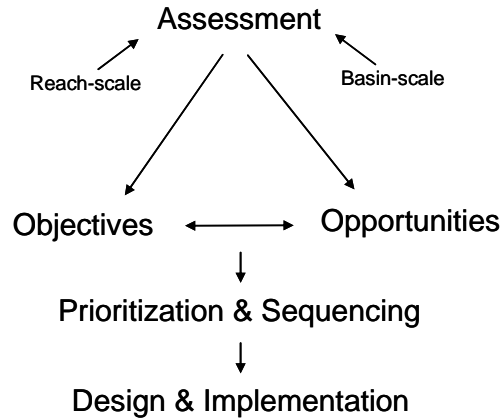 Assessment
Reach-scale
Basin-scale
Objectives
Opportunities
Prioritization & Sequencing
Design & Implementation